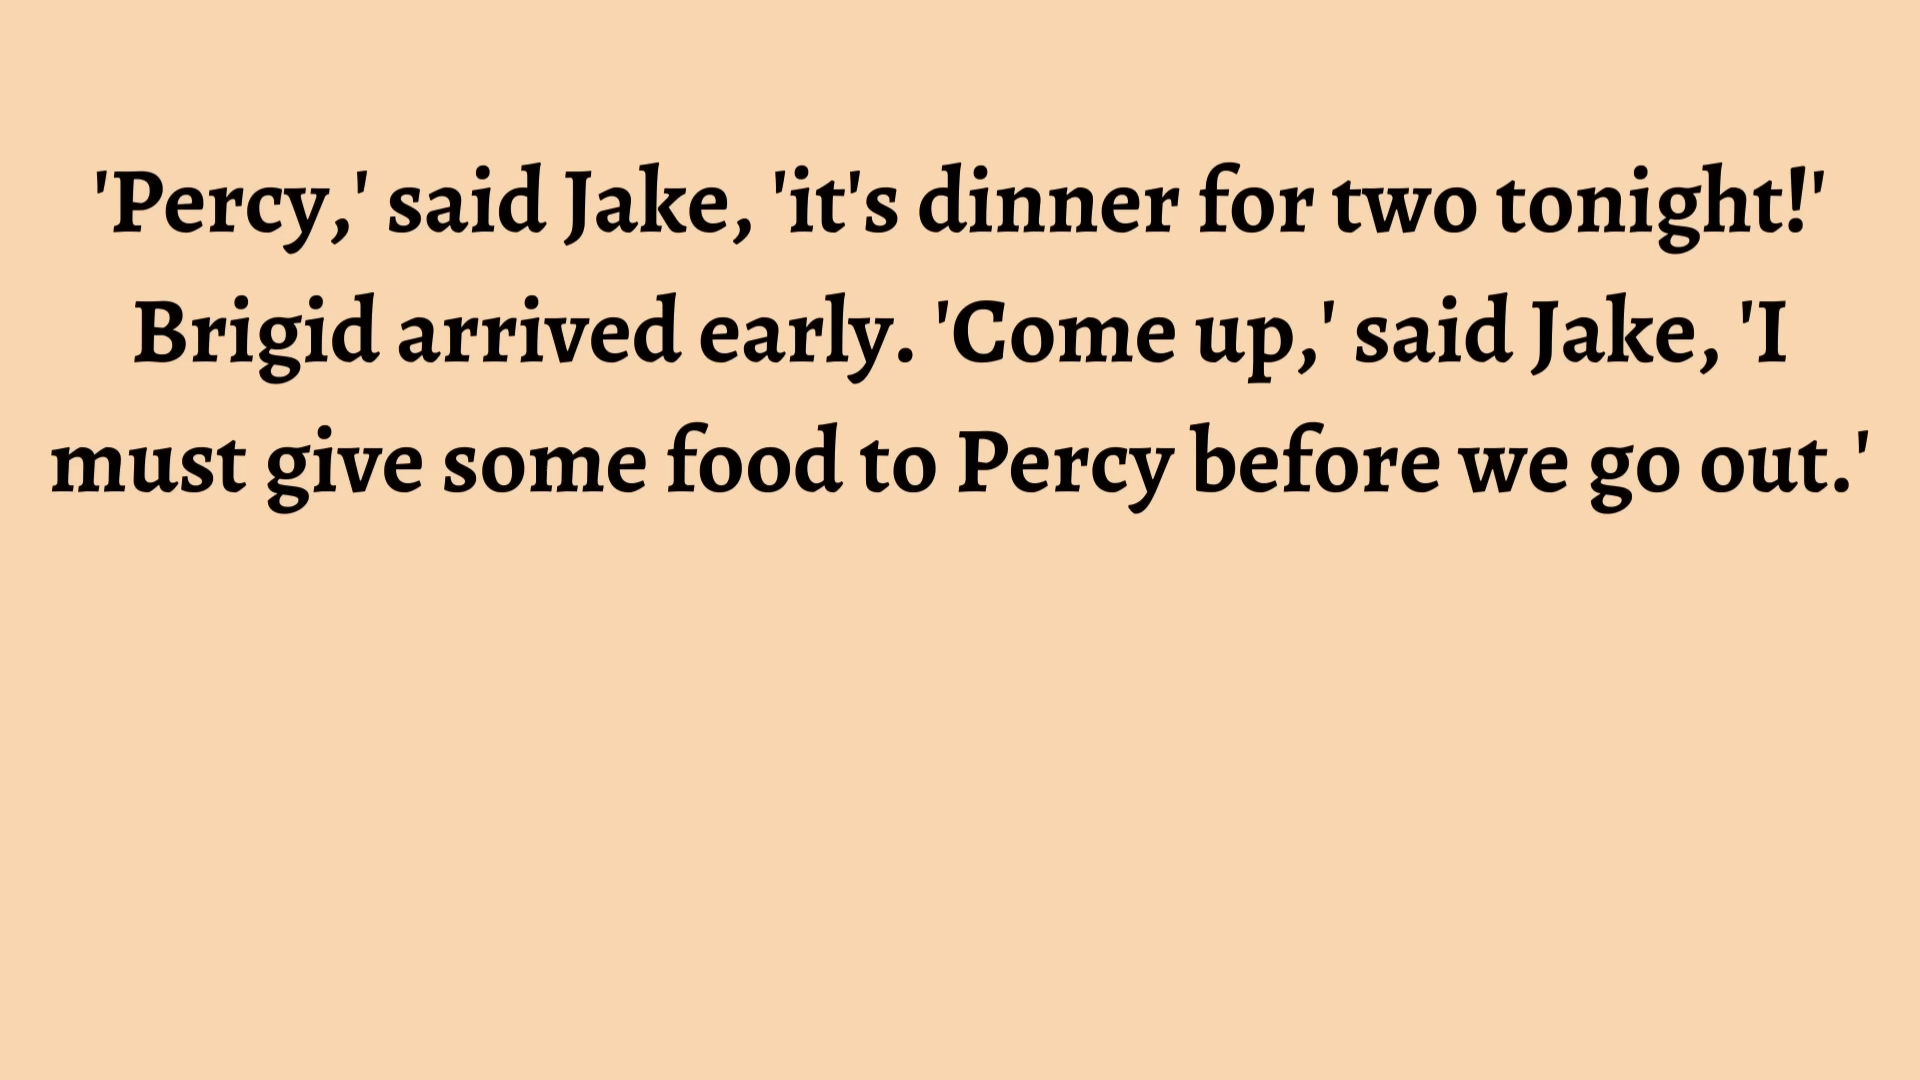 'Percy,' said Jake, 'it's dinner for two tonight!'
Brigid arrived early. 'Come up,' said Jake, 'I
must give some food to Percy before we go out.'